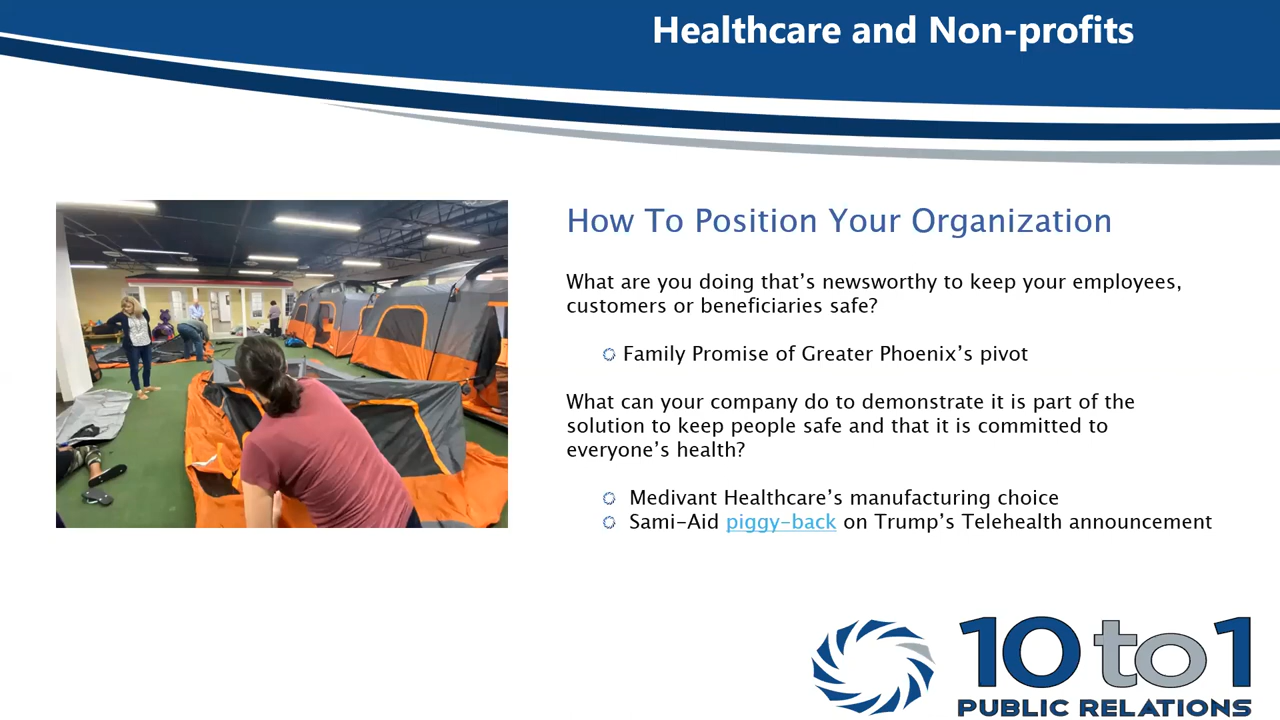 Healthcare and Non-profits
How To Position Your Organization
What are you doing that’s newsworthy to keep your employees,
customers or beneficiaries safe?
Family Promise of Greater Phoenix’s pivot
What can your company do to demonstrate it is part of the
solution to keep people safe and that it is committed to
everyone’s health?
Medivant Healthcare’s manufacturing choice
Sami-Aid piggy-back on Trump’s Telehealth announcement
10to1
PUBLIC RELATIONS